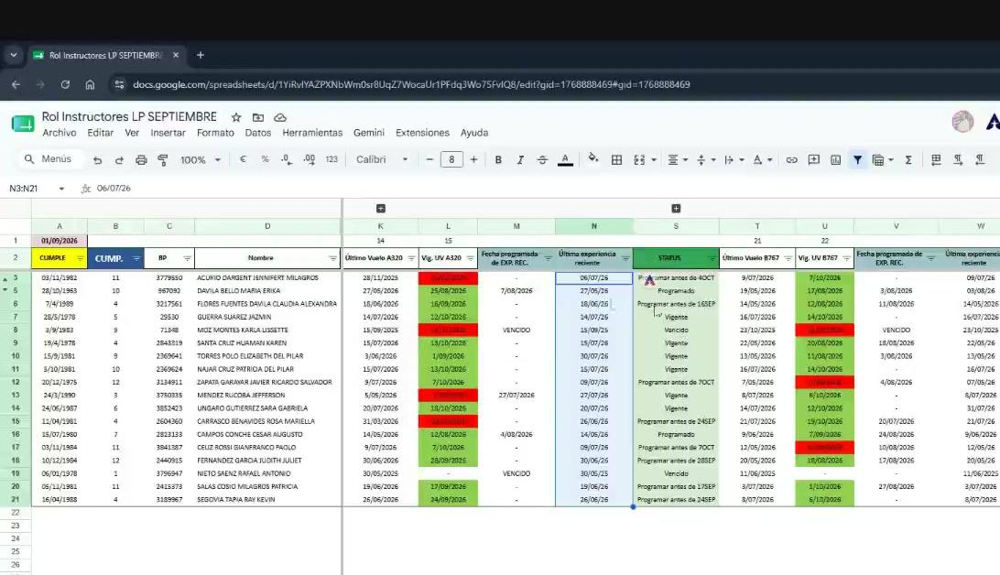 Rol Instructores LP SEPTIEMBRE
docs.google.com/spreadsheets/d/1YiRvIYAZPXNbWm0sr8UqZ7WocaUr1PFdq3Wo75FvIQ8/edit?gid=1768888469#gid=1768888469
Rol Instructores LP SEPTIEMBRE
Archivo Editar Ver Insertar Formato Datos Herramientas Gemini Extensiones Ayuda
Menús 100% € % .0 .00 123 Calibri 8 B I A
N3:N21 fx 06/07/26
A B C D K L M N S T U V W
1 01/09/2026 14 15 21 22
2 CUMPLE CUMP. BP Nombre Último Vuelo A320 Vig. UV A320 Fecha programada de EXP. REC. Última experiencia reciente STATUS Último Vuelo B767 Vig. UV B767 Fecha programada de EXP. REC. Última experiencia
3 03/11/1982 11 3779550 ACURIO DARGENT JENNIFERT MILAGROS 28/11/2025 - 06/07/26 Programar antes de 4OCT 9/07/2026 7/10/2026 - 09/07/
5 28/10/1963 10 967092 DAVILA BELLO MARIA ERIKA 27/05/2026 25/08/2026 7/08/2026 27/05/26 Programado 19/05/2026 17/08/2026 3/08/2026 03/08/
6 7/4/1989 4 3217561 FLORES FUENTES DAVILA CLAUDIA ALEXANDRA 18/06/2026 16/09/2026 - 18/06/26 Programar antes de 16SEP 14/05/2026 12/08/2026 11/08/2026 14/05/
7 28/5/1978 5 29530 GUERRA SUAREZ JAZMIN 14/07/2026 12/10/2026 - 14/07/26 Vigente 16/07/2026 14/10/2026 - 16/07/
8 3/9/1983 9 71348 MOZ MONTES KARLA LISSETTE 15/09/2025 VENCIDO 15/09/25 Vencido 23/10/2025 VENCIDO 23/10/
9 19/4/1978 4 2843319 SANTA CRUZ HUAMAN KAREN 15/07/2026 13/10/2026 - 15/07/26 Vigente 22/05/2026 20/08/2026 18/08/2026 22/05/
10 15/9/1981 9 2369641 TORRES POLO ELIZABETH DEL PILAR 3/06/2026 1/09/2026 - 30/07/26 Vigente 13/05/2026 11/08/2026 3/08/2026 13/05/
11 5/10/1981 10 2369624 NAJAR CRUZ PATRICIA DEL PILAR 15/07/2026 13/10/2026 - 15/07/26 Vigente 16/07/2026 14/10/2026 - 16/07/
12 20/12/1975 12 3134911 ZAPATA GARAYAR JAVIER RICARDO SALVADOR 9/07/2026 7/10/2026 - 09/07/26 Programar antes de 7OCT 7/05/2026 4/08/2026 07/05/
13 24/3/1990 3 3750335 MENDEZ RUCOBA JEFFERSON 5/05/2026 27/07/2026 27/07/26 Vigente 8/07/2026 6/10/2026 - 8/07/
14 24/06/1987 6 3852423 UNGARO GUTIERREZ SARA GABRIELA 20/07/2026 18/10/2026 - 20/07/26 Vigente 14/07/2026 12/10/2026 - 31/07/
15 11/04/1981 4 2604360 CARRASCO BENAVIDES ROSA MARIELLA 31/03/2026 - 26/06/26 Programar antes de 24SEP 21/07/2026 19/10/2026 20/07/2026 21/07/
16 15/07/1980 7 2823133 CAMPOS CONCHE CESAR AUGUSTO 14/05/2026 12/08/2026 4/08/2026 14/05/26 Programado 9/06/2026 7/09/2026 24/08/2026 9/06/
17 03/11/1984 11 3841387 CELIZ ROSSI GIANFRANCO PAOLO 9/07/2026 7/10/2026 - 09/07/26 Programar antes de 7OCT 12/05/2026 10/08/2026 12/05/
18 10/12/1984 12 2440915 FERNANDEZ GARCIA JUDITH JULIET 30/06/2026 28/09/2026 - 30/06/26 Programar antes de 28SEP 20/05/2026 18/08/2026 17/08/2026 20/05/
19 06/01/1978 1 3796947 NIETO SAENZ RAFAEL ANTONIO 30/05/2025 - VENCIDO 30/05/25 Vencido 11/06/2025 - VENCIDO 11/06/
20 05/11/1981 11 2415373 SALAS COSIO MILAGROS PATRICIA 19/06/2026 17/09/2026 - 19/06/26 Programar antes de 17SEP 3/07/2026 1/10/2026 27/08/2026 3/07/
21 16/04/1988 4 3189967 SEGOVIA TAPIA RAY KEVIN 26/06/2026 24/09/2026 - 26/06/26 Programar antes de 24SEP 8/07/2026 6/10/2026 - 8/07/
22
23
24
25
26